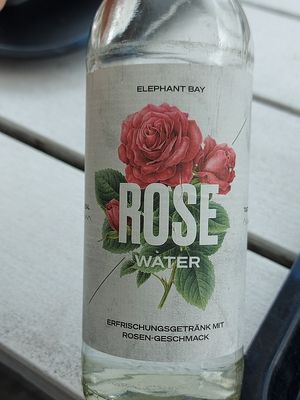 ELEPHANT BAY
ROSE
WATER
ERFRISCHUNGSGETRÄNK MIT
ROSEN-GESCHMACK